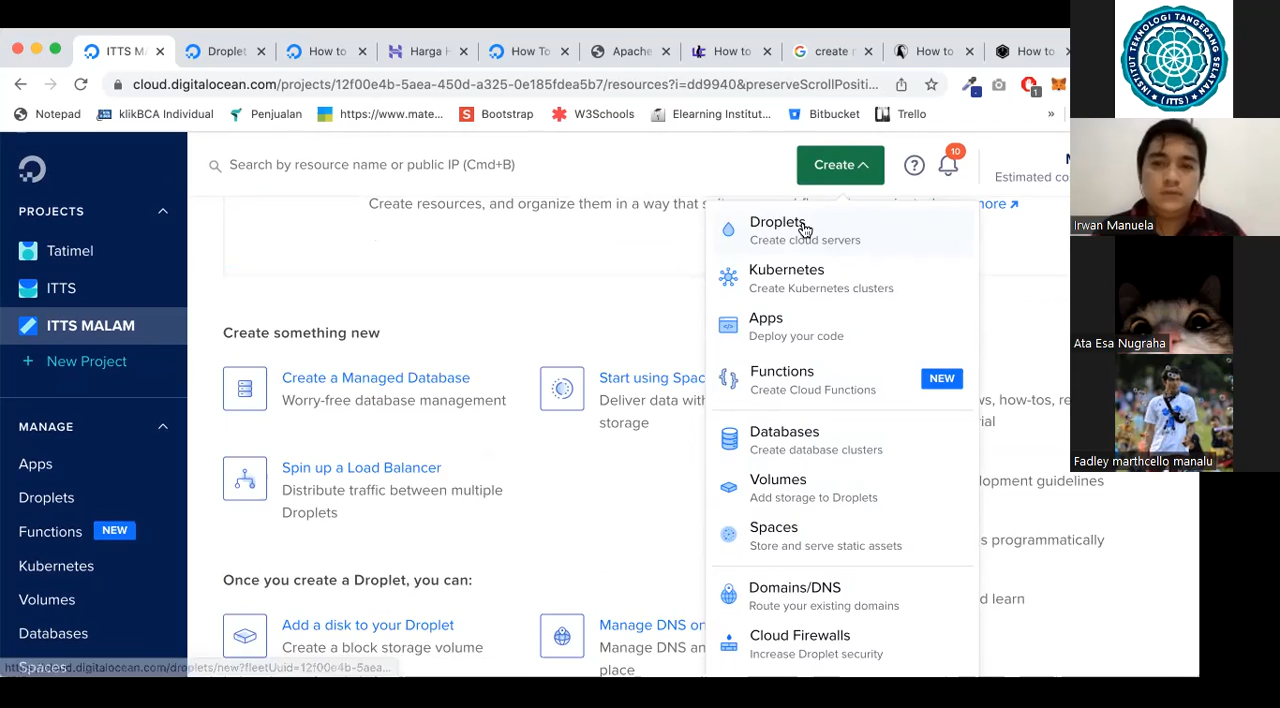 ITTS M
Droplet
How to
Harga H
How To
Apache
How to
create r
How to
How to
cloud.digitalocean.com/projects/12f00e4b-5aea-450d-a325-0e185fdea5b7/resources?i=dd9940&preserveScrollPositi...
Notepad
klikBCA Individual
Penjualan
https://www.mate...
Bootstrap
W3Schools
Elearning Institut...
Bitbucket
Trello
»
Search by resource name or public IP (Cmd+B)
Create
10
Estimated co
PROJECTS
Tatimel
ITTS
ITTS MALAM
+ New Project
MANAGE
Apps
Droplets
Functions NEW
Kubernetes
Volumes
Databases
Spaces
Create resources, and organize them in a way that
more
Create something new
Create a Managed Database
Worry-free database management
Start using Spac
Deliver data with
storage
Spin up a Load Balancer
Distribute traffic between multiple
Droplets
Once you create a Droplet, you can:
Add a disk to your Droplet
Create a block storage volume
Manage DNS on
Manage DNS an
place
Droplets
Create cloud servers
Kubernetes
Create Kubernetes clusters
Apps
Deploy your code
Functions
Create Cloud Functions
NEW
Databases
Create database clusters
Volumes
Add storage to Droplets
Spaces
Store and serve static assets
Domains/DNS
Route your existing domains
Cloud Firewalls
Increase Droplet security
ws, how-tos, re
ial
lopment guidelines
s programmatically
d learn
INSTITUT TEKNOLOGI TANGERANG SELATAN
(ITTS)
Irwan Manuela
Ata Esa Nugraha
Fadley marthcello manalu